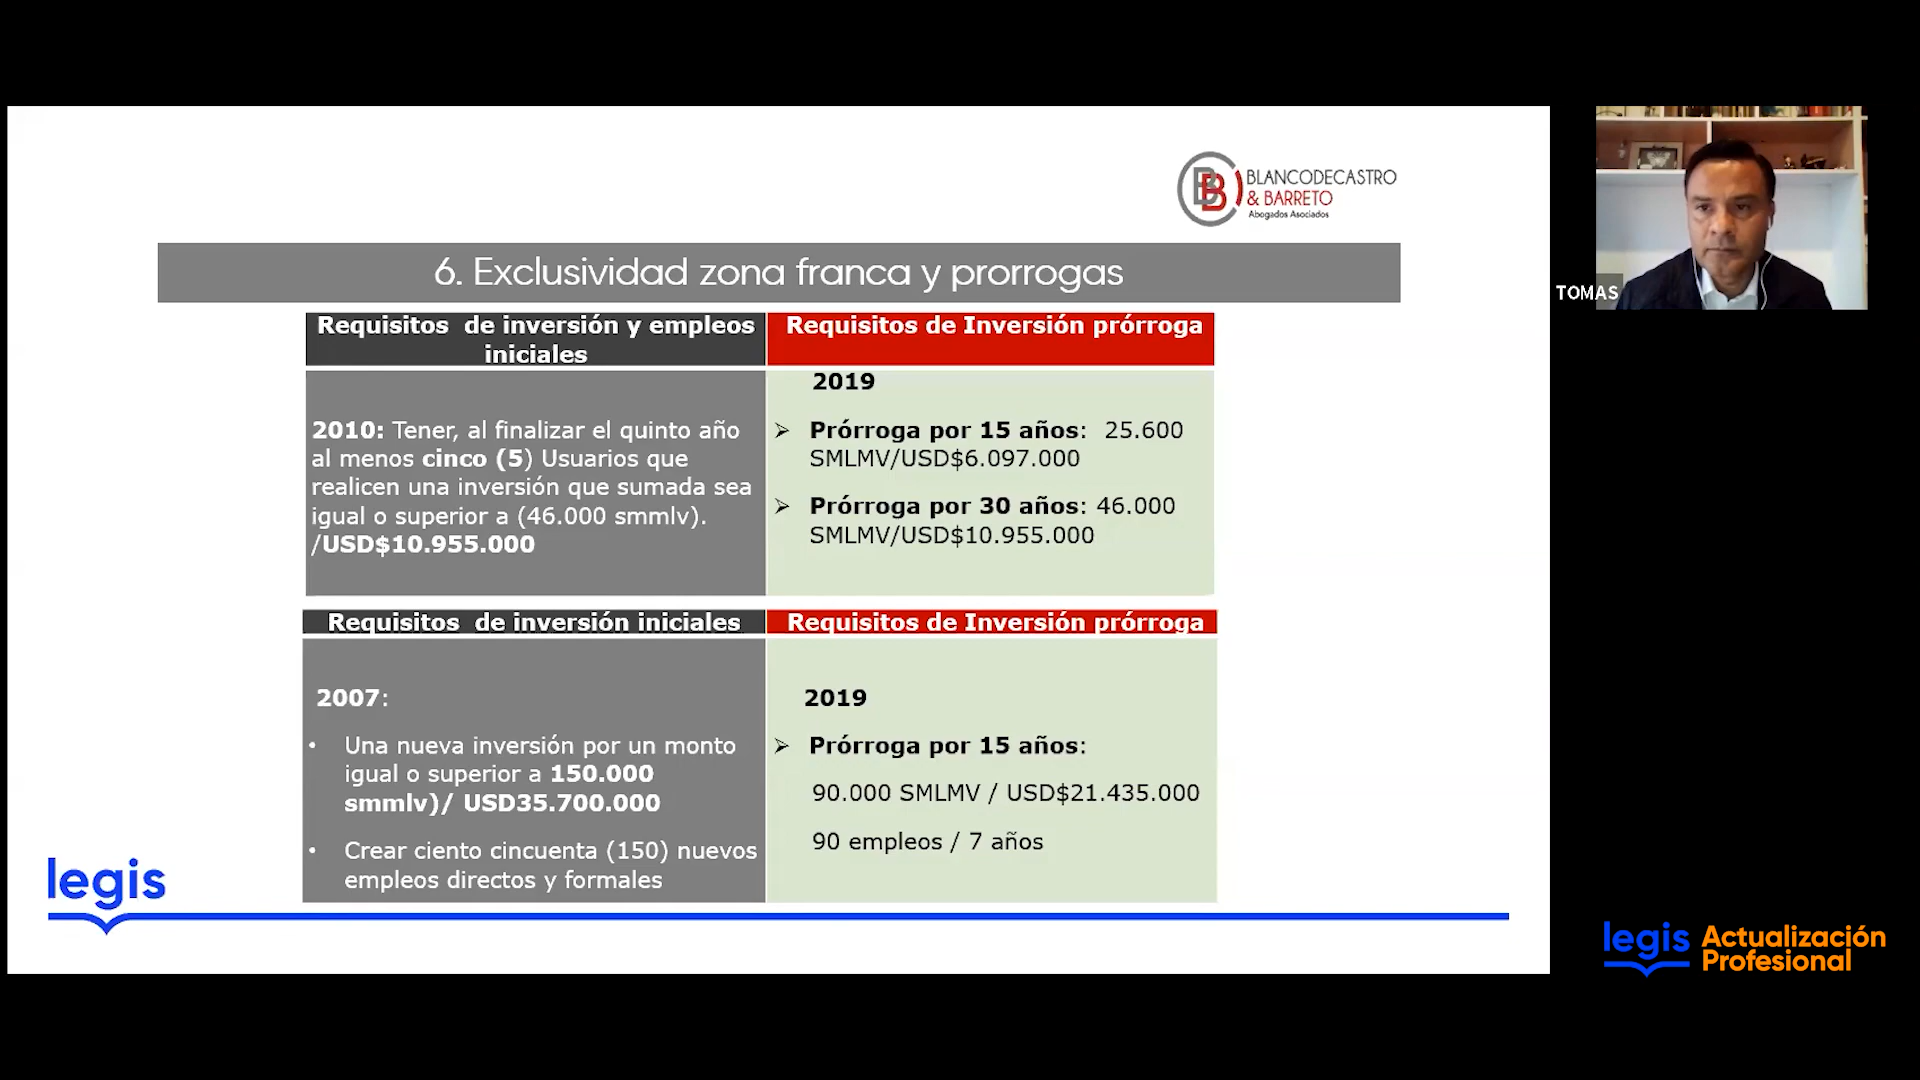 BLANCODECASTRO
& BARRETO
Abogados Asociados
TOMAS
6. Exclusividad zona franca y prorrogas
Requisitos de inversión y empleos
iniciales
Requisitos de Inversión prórroga
2010: Tener, al finalizar el quinto año
al menos cinco (5) Usuarios que
realicen una inversión que sumada sea
igual o superior a (46.000 smmlv).
/USD$10.955.000
2019
➢ Prórroga por 15 años: 25.600
SMLMV/USD$6.097.000
➢ Prórroga por 30 años: 46.000
SMLMV/USD$10.955.000
Requisitos de inversión iniciales
Requisitos de Inversión prórroga
2007:
• Una nueva inversión por un monto
igual o superior a 150.000
smmlv)/ USD35.700.000
• Crear ciento cincuenta (150) nuevos
empleos directos y formales
2019
➢ Prórroga por 15 años:
90.000 SMLMV / USD$21.435.000
90 empleos / 7 años
legis
legis Actualización
Profesional